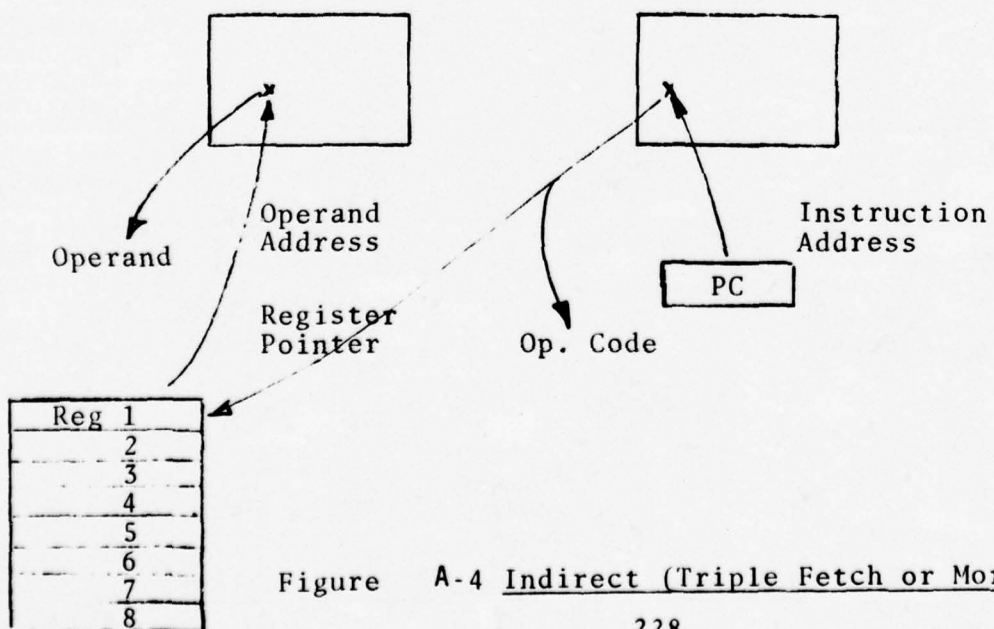 Operand
Address
Operand
Instruction
Address
PC
Register
Pointer
Op. Code
Reg 1
2
3
4
5
6
7
8
Figure A-4 Indirect (Triple Fetch or
228